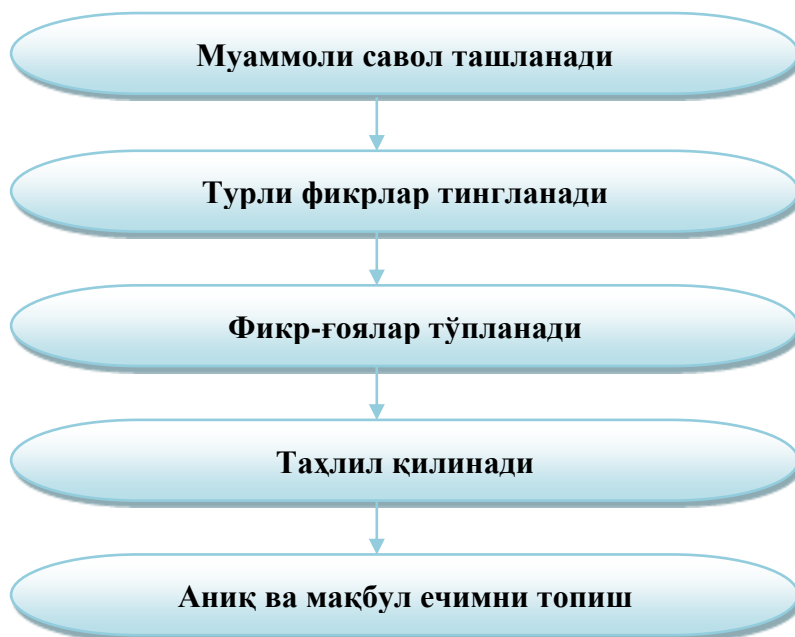 Муаммоли савол ташланади
Турли фикрлар тингланади
Фикр-ғоялар тўпланади
Таҳлил қилинади
Аниқ ва мақбул ечимни топиш